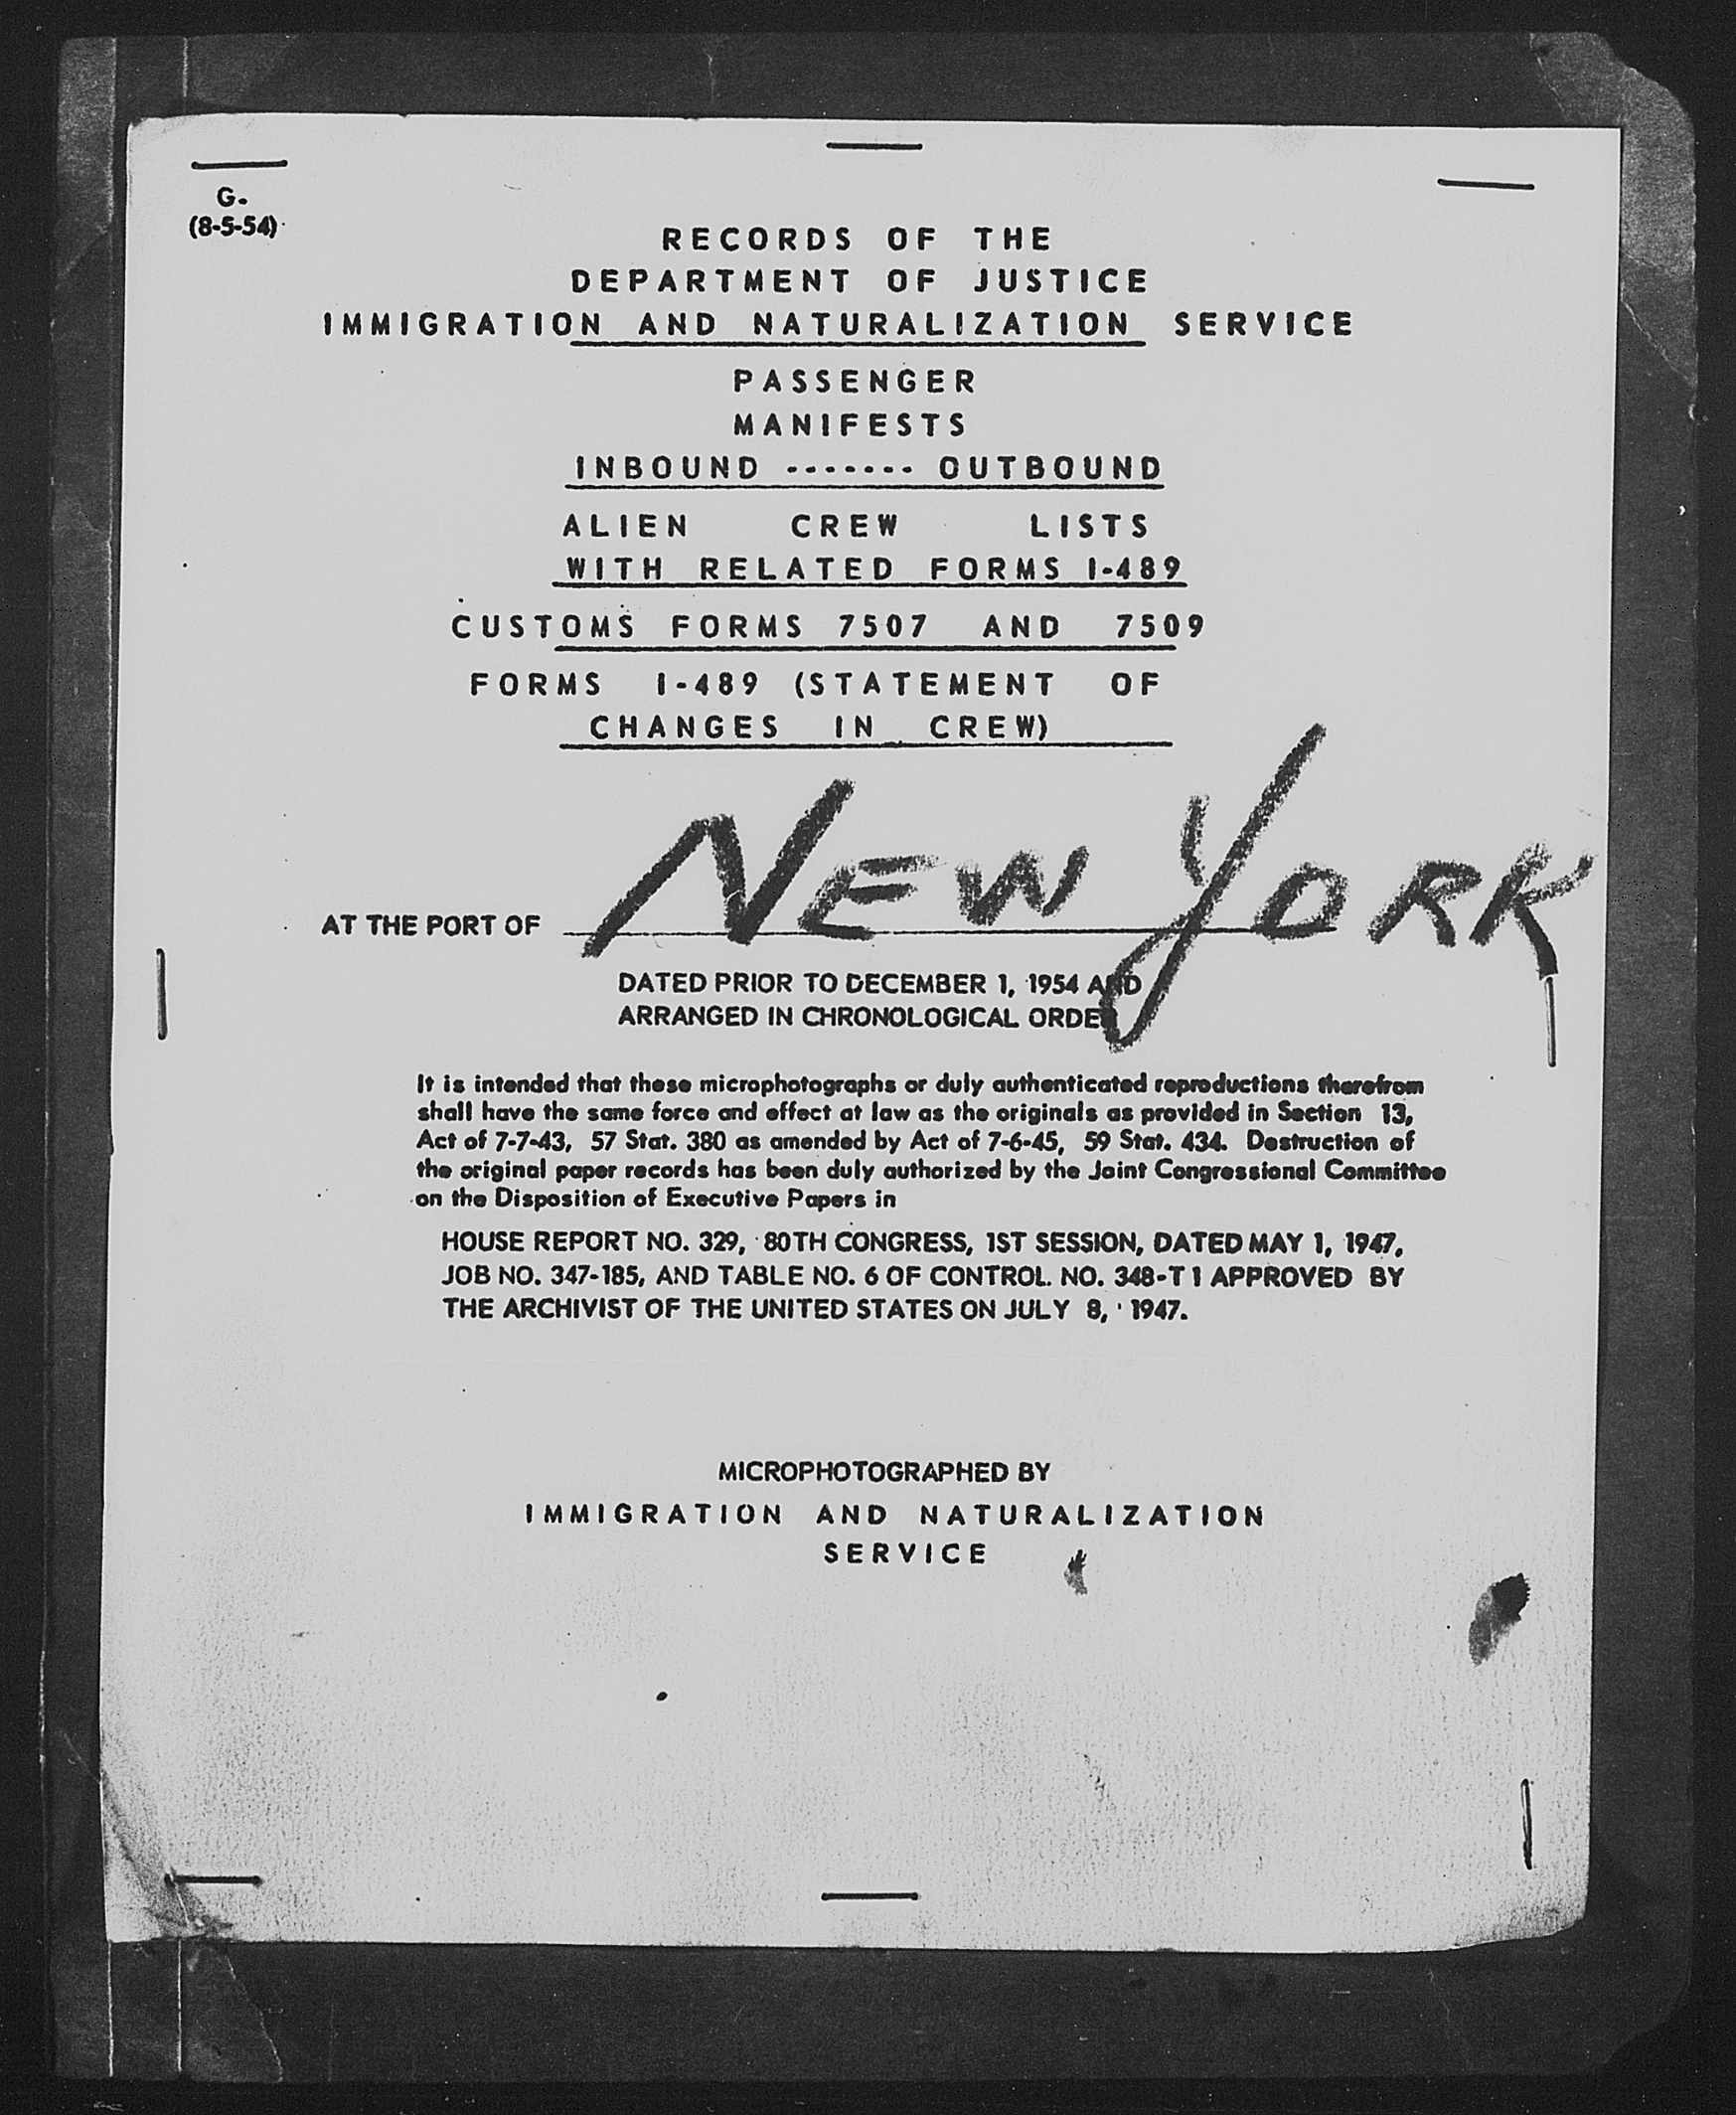 G.
(8-5-54)
RECORDS OF THE
DEPARTMENT OF JUSTICE
IMMIGRATION AND NATURALIZATION SERVICE
PASSENGER
MANIFESTS
INBOUND ------- OUTBOUND
ALIEN CREW LISTS
WITH RELATED FORMS I-489
CUSTOMS FORMS 7507 AND 7509
FORMS I-489 (STATEMENT OF
CHANGES IN CREW)
AT THE PORT OF NEW YORK
DATED PRIOR TO DECEMBER 1, 1954 AND
ARRANGED IN CHRONOLOGICAL ORDER
It is intended that these microphotographs or duly authenticated reproductions therefrom
shall have the same force and effect at law as the originals as provided in Section 13,
Act of 7-7-43, 57 Stat. 380 as amended by Act of 7-6-45, 59 Stat. 434. Destruction of
the original paper records has been duly authorized by the Joint Congressional Committee
on the Disposition of Executive Papers in
HOUSE REPORT NO. 329, 80TH CONGRESS, 1ST SESSION, DATED MAY 1, 1947,
JOB NO. 347-185, AND TABLE NO. 6 OF CONTROL NO. 348-T1 APPROVED BY
THE ARCHIVIST OF THE UNITED STATES ON JULY 8, 1947.
MICROPHOTOGRAPHED BY
IMMIGRATION AND NATURALIZATION
SERVICE